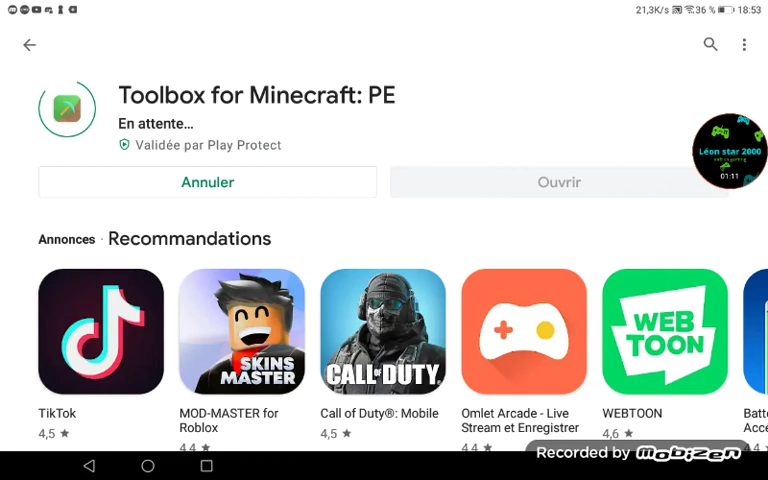 21,3K/s 36 % 18:53
Toolbox for Minecraft: PE
En attente…
Validée par Play Protect
Annuler
Ouvrir
Léon star 2000
01:11
Annonces · Recommandations
SKINS
MASTER
CALL OF DUTY
WEB
TOON
TikTok
4,5 ★
MOD-MASTER for
Roblox
4,4 ★
Call of Duty®: Mobile
4,5 ★
Omlet Arcade - Live
Stream et Enregistrer
4,4 ★
WEBTOON
4,6 ★
Batt
Acc
Recorded by mobizen